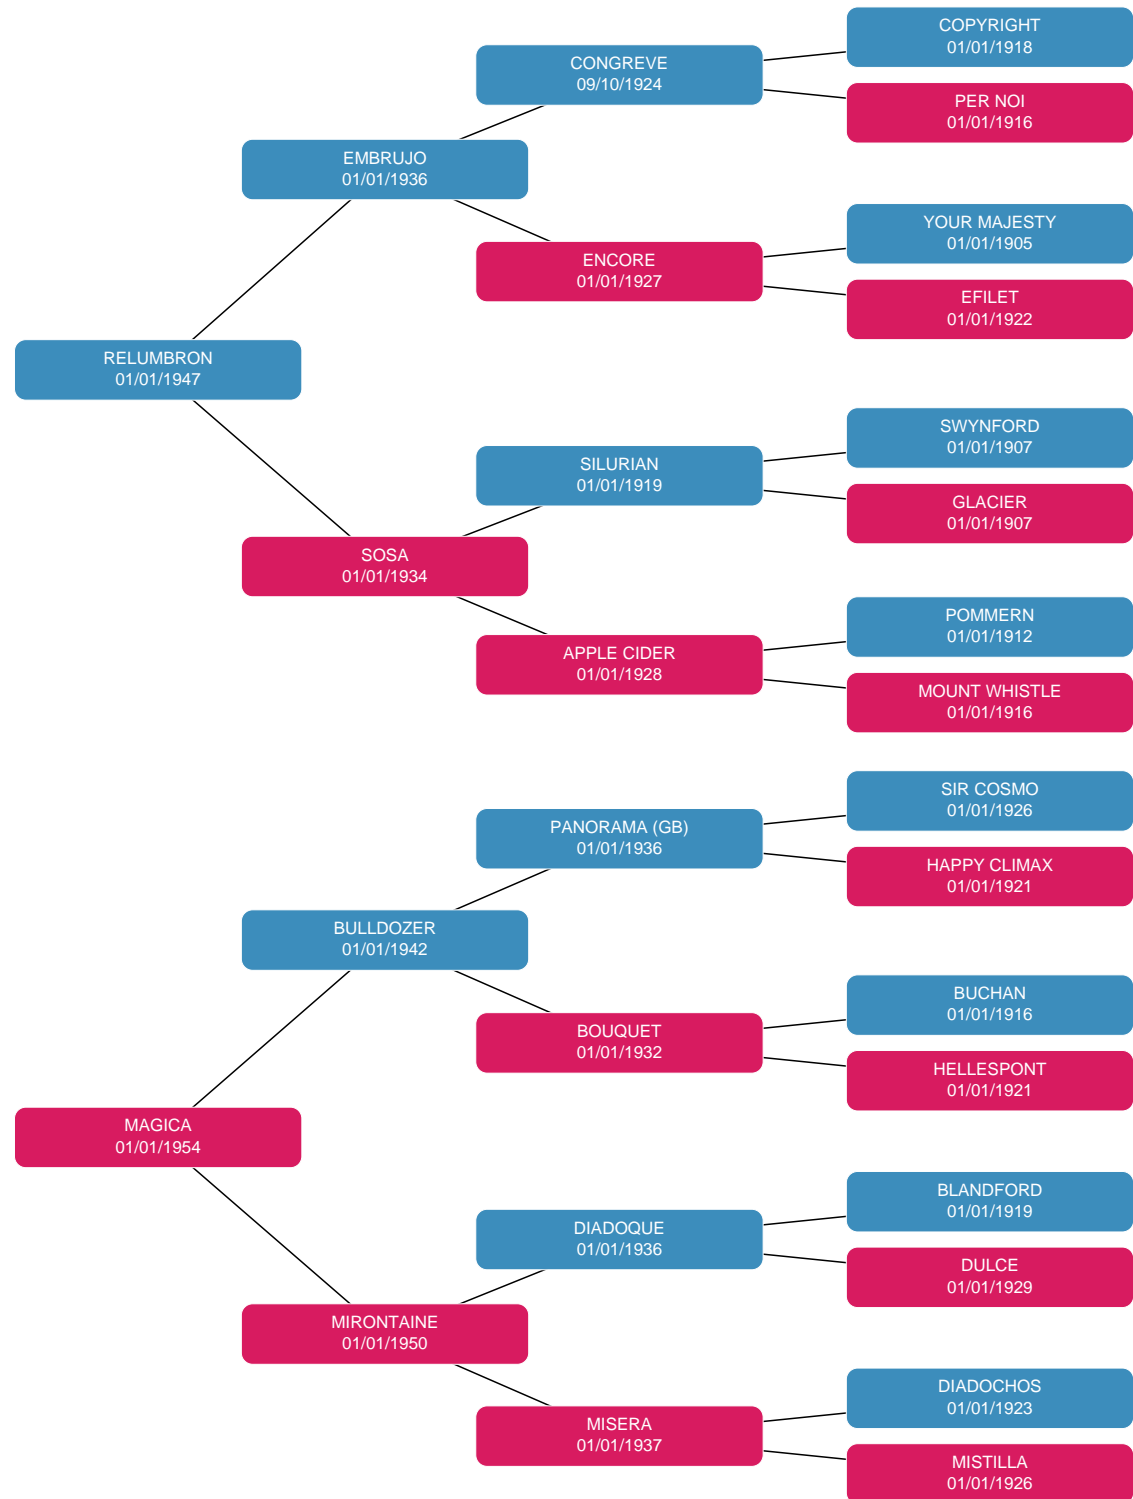 COPYRIGHT
01/01/1918
CONGREVE
09/10/1924
PER NOI
01/01/1916
EMBRUJO
01/01/1936
YOUR MAJESTY
01/01/1905
ENCORE
01/01/1927
EFILET
01/01/1922
RELUMBRON
01/01/1947
SWYNFORD
01/01/1907
SILURIAN
01/01/1919
GLACIER
01/01/1907
SOSA
01/01/1934
POMMERN
01/01/1912
APPLE CIDER
01/01/1928
MOUNT WHISTLE
01/01/1916
SIR COSMO
01/01/1926
PANORAMA (GB)
01/01/1936
HAPPY CLIMAX
01/01/1921
BULLDOZER
01/01/1942
BUCHAN
01/01/1916
BOUQUET
01/01/1932
HELLESPONT
01/01/1921
MAGICA
01/01/1954
BLANDFORD
01/01/1919
DIADOQUE
01/01/1936
DULCE
01/01/1929
MIRONTAINE
01/01/1950
DIADOCHOS
01/01/1923
MISERA
01/01/1937
MISTILLA
01/01/1926